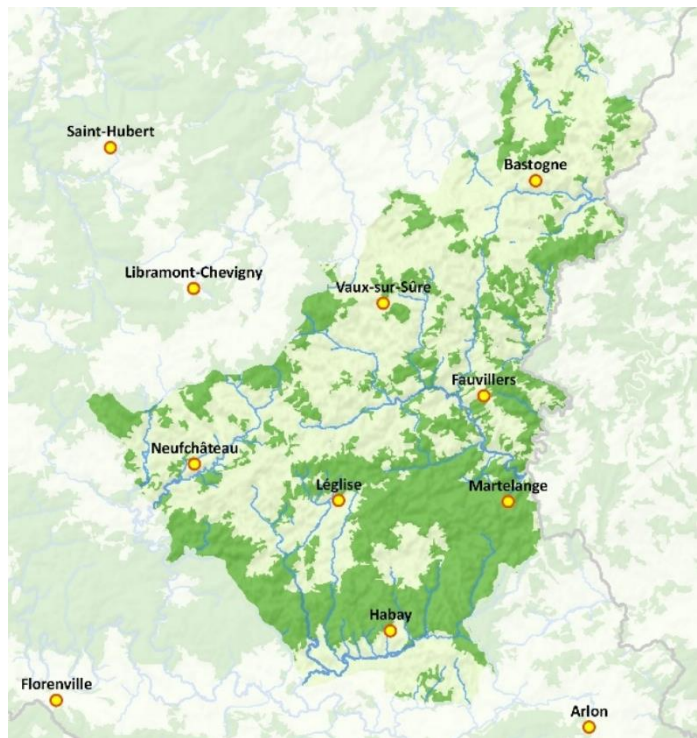 Saint-Hubert
Bastogne
Libramont-Chevigny
Vaux-sur-Sûre
Fauvillers
Neufchâteau
Léglise
Martelange
Habay
Florenville
Arlon